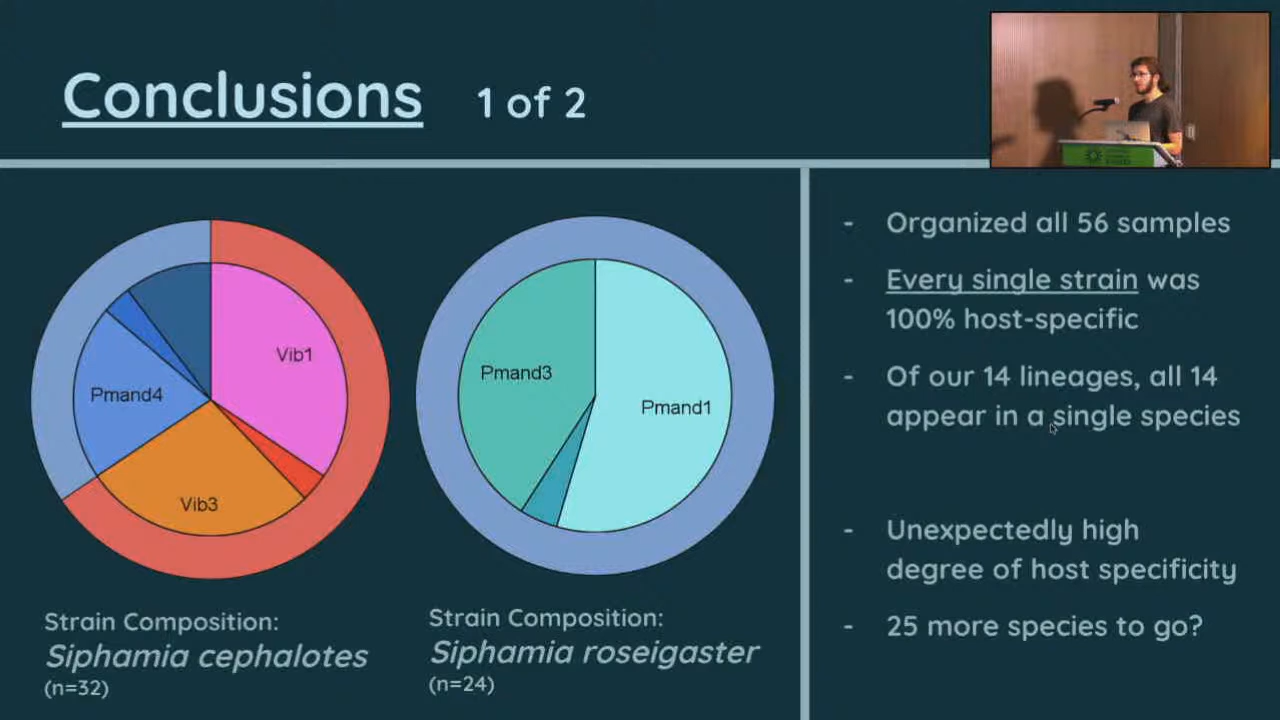 Conclusions 1 of 2
Vib1
Pmand4
Vib3
Pmand3
Pmand1
Strain Composition:
Siphamia cephalotes
(n=32)
Strain Composition:
Siphamia roseigaster
(n=24)
- Organized all 56 samples
- Every single strain was
100% host-specific
- Of our 14 lineages, all 14
appear in a single species
- Unexpectedly high
degree of host specificity
- 25 more species to go?